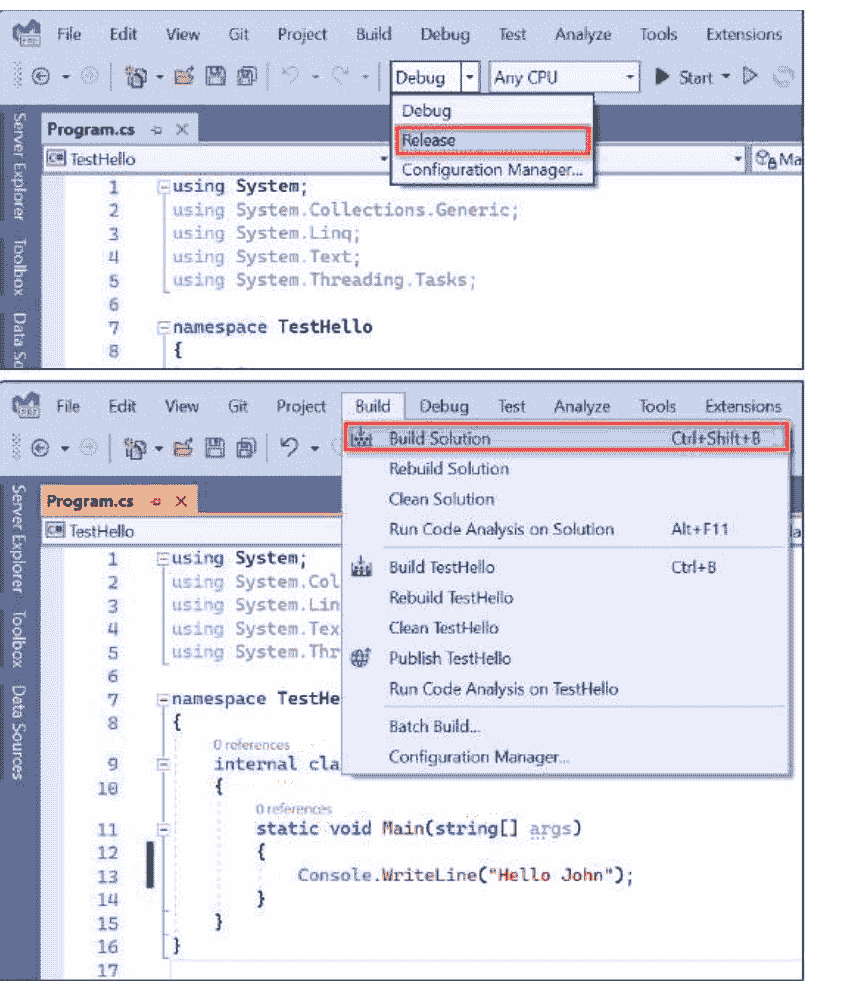 File Edit View Git Project Build Debug Test Analyze Tools Extensions
Debug Any CPU Start
Debug
Release
Configuration Manager...
Program.cs
TestHello Ma
Server Explorer
Toolbox
Data So
1 using System;
2 using System.Collections.Generic;
3 using System.Linq;
4 using System.Text;
5 using System.Threading.Tasks;
6
7 namespace TestHello
8 {
File Edit View Git Project Build Debug Test Analyze Tools Extensions
Build Solution Ctrl+Shift+B
Rebuild Solution
Clean Solution
Run Code Analysis on Solution Alt+F11
Build TestHello Ctrl+B
Rebuild TestHello
Clean TestHello
Publish TestHello
Run Code Analysis on TestHello
Batch Build...
Configuration Manager...
Program.cs
TestHello
Server Explorer
Toolbox
Data Sources
1 using System;
2 using System.Col
3 using System.Lin
4 using System.Tex
5 using System.Thr
6
7 namespace TestHe
8 {
0 references
9 internal cla
10 {
0 references
11 static void Main(string[] args)
12 {
13 Console.WriteLine("Hello John");
14 }
15 }
16 }
17